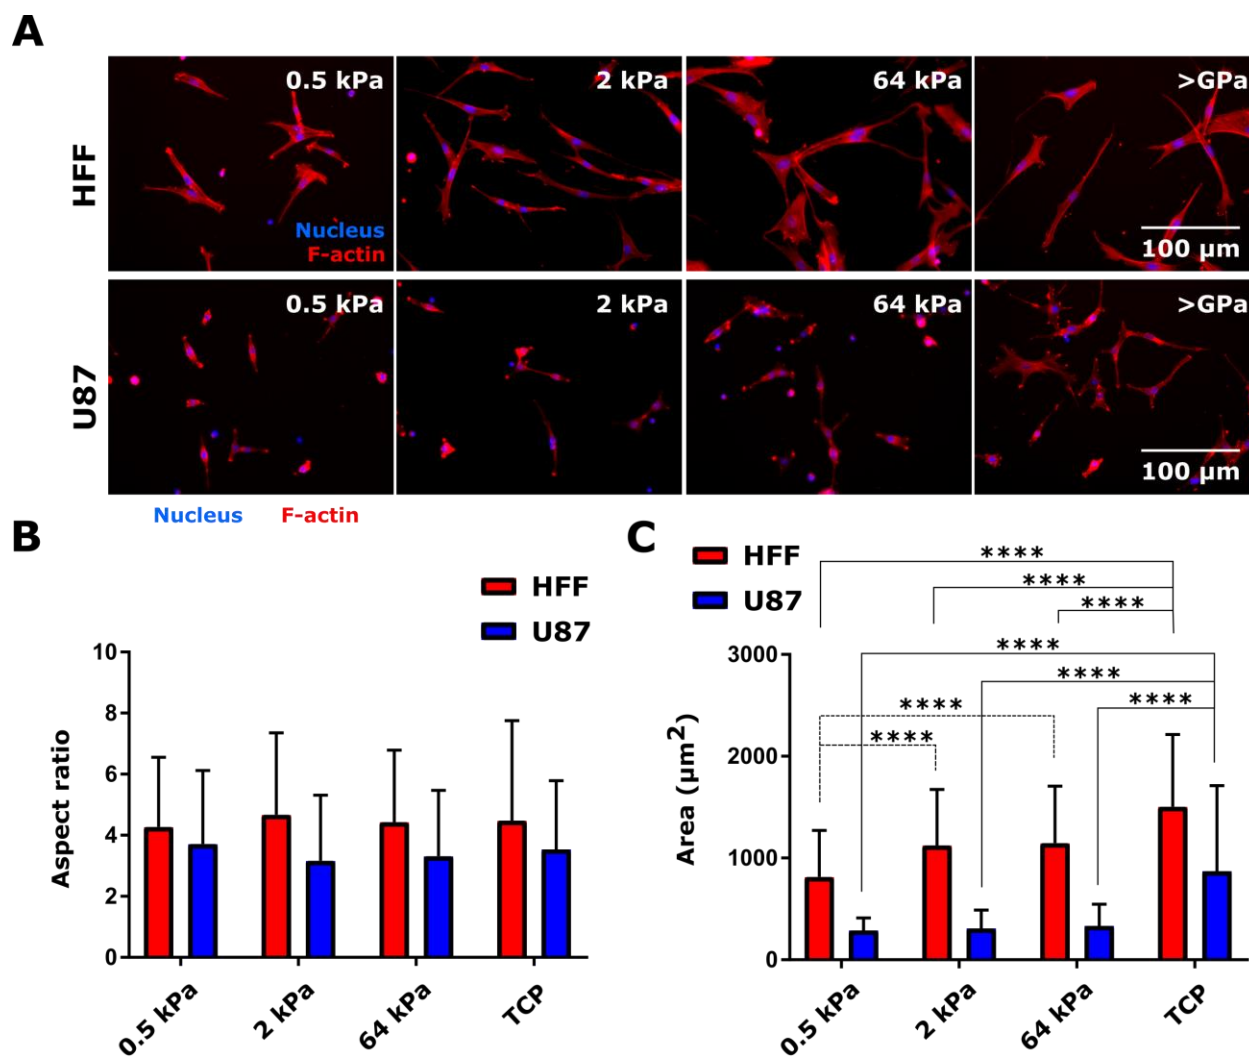 A
HFF
0.5 kPa
2 kPa
64 kPa
>GPa
Nucleus
F-actin
100 µm
U87
0.5 kPa
2 kPa
64 kPa
>GPa
100 µm
Nucleus F-actin
B
HFF
U87
Aspect ratio
10
8
6
4
2
0
0.5 kPa
2 kPa
64 kPa
TCP
C
HFF
U87
****
****
****
****
****
****
****
****
Area (µm²)
3000
2000
1000
0
0.5 kPa
2 kPa
64 kPa
TCP